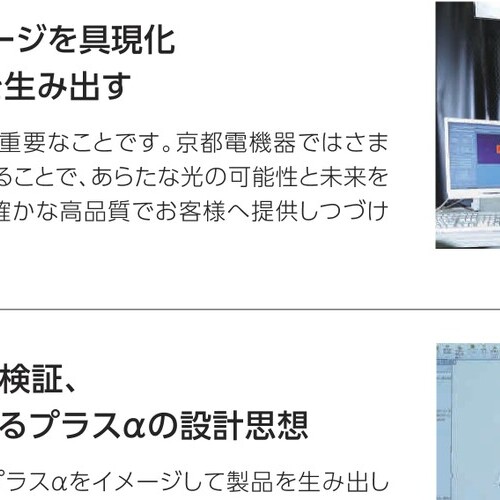 ージを具現化
生み出す
重要なことです。京都電機器ではさま
ることで、あらたな光の可能性と未来を
確かな高品質でお客様へ提供しつづけ
検証、
るプラスαの設計思想
プラスαをイメージして製品を生み出し